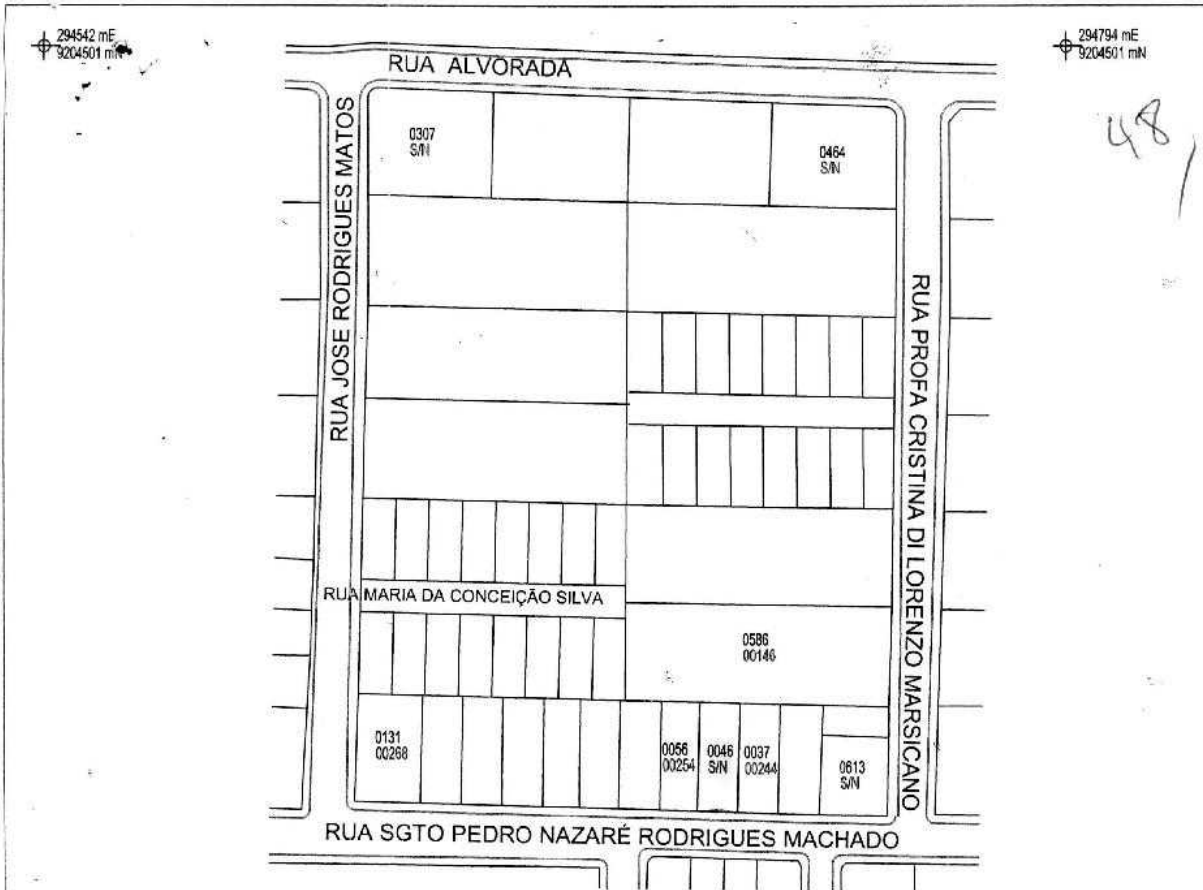 294542 mE
9204501 mN
294794 mE
9204501 mN
48,
RUA ALVORADA
RUA JOSE RODRIGUES MATOS
0307
S/N
0464
S/N
RUA PROFA CRISTINA DI LORENZO MARSICANO
RUA MARIA DA CONCEIÇÃO SILVA
0586
00146
0131
00268
0056
00254
0046
S/N
0037
00244
0613
S/N
RUA SGTO PEDRO NAZARÉ RODRIGUES MACHADO